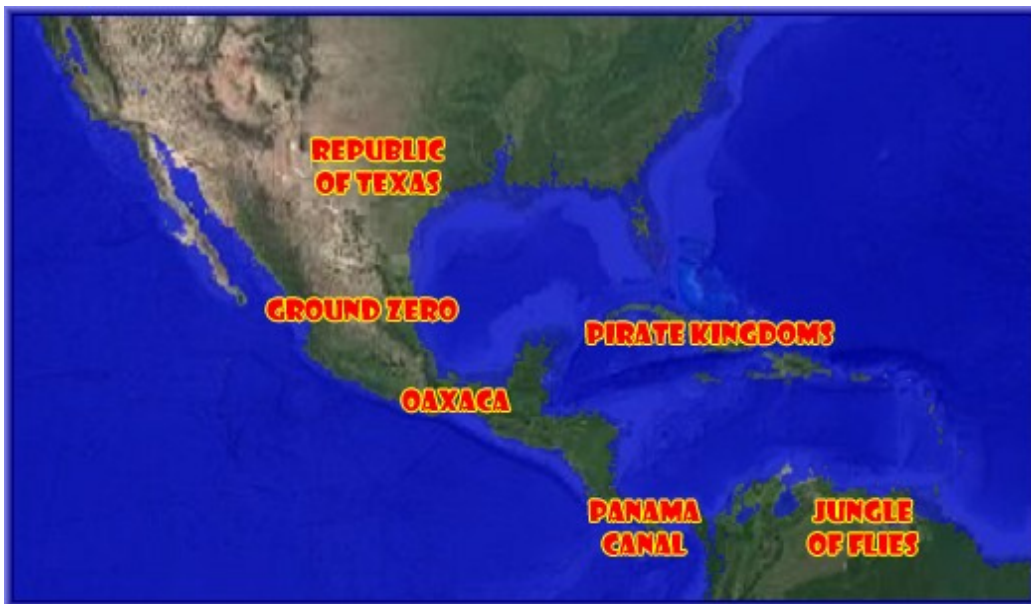 REPUBLIC
OF TEXAS
GROUND ZERO
PIRATE KINGDOMS
OAXACA
PANAMA
CANAL
JUNGLE
OF FLIES